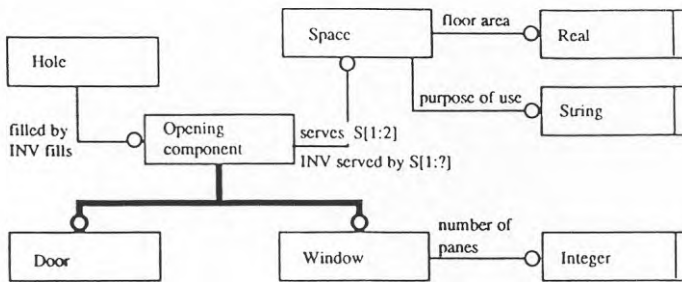 floor area
Space
Real
Hole
purpose of use
String
filled by
INV fills
Opening
component
serves S[1:2]
INV served by S[1:?]
Door
Window
number of
panes
Integer